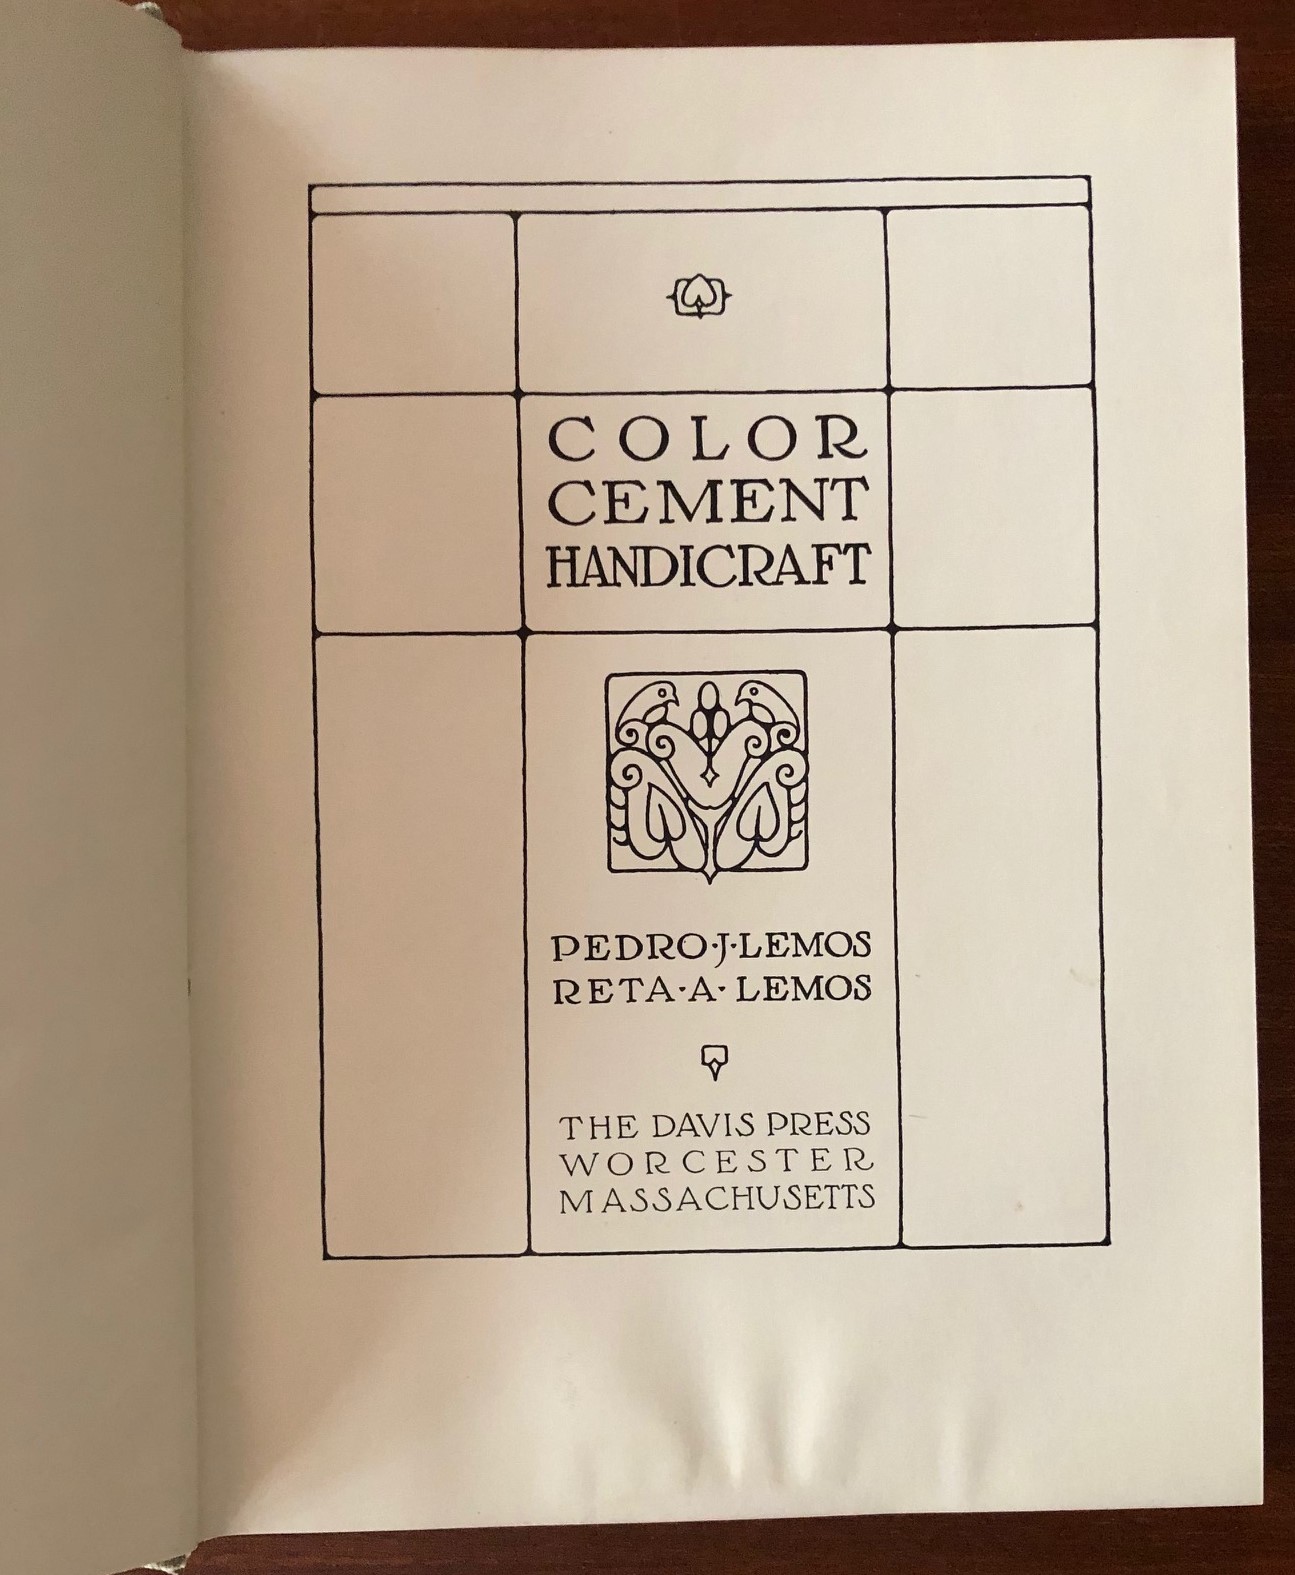 COLOR
CEMENT
HANDICRAFT
PEDRO·J·LEMOS
RETA·A·LEMOS
THE DAVIS PRESS
WORCESTER
MASSACHUSETTS